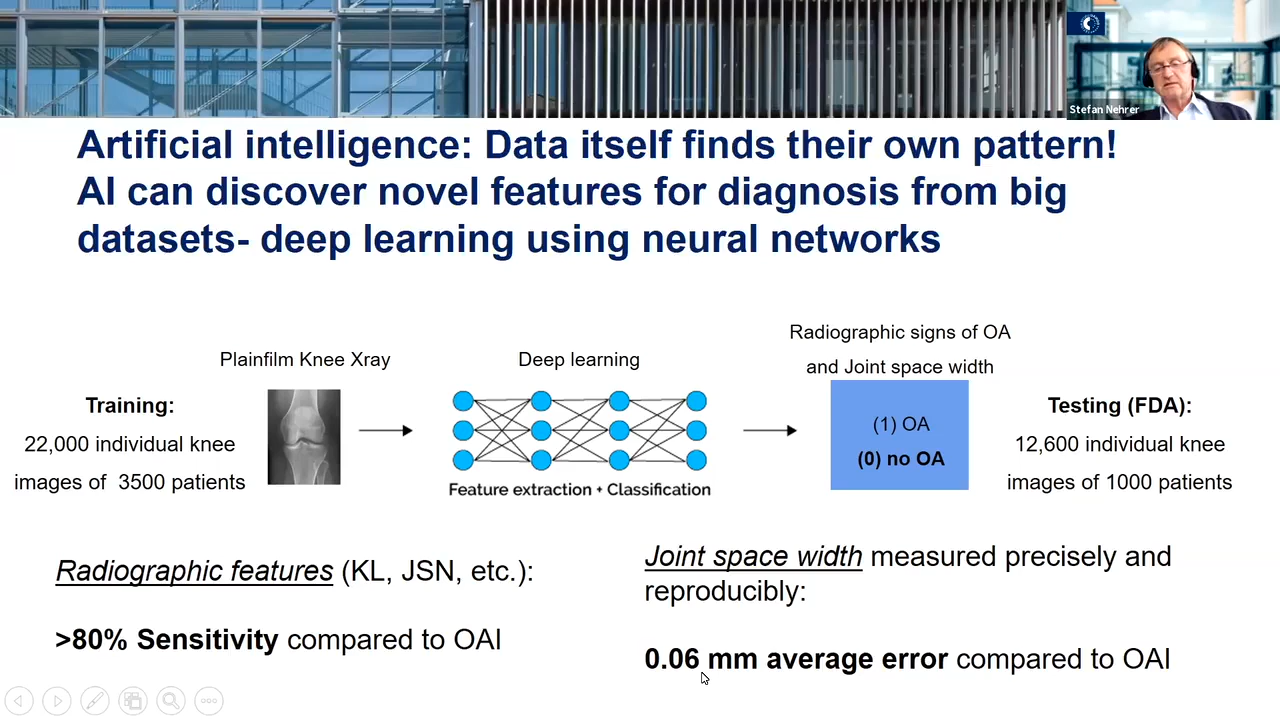 Stefan Nehrer
Artificial intelligence: Data itself finds their own pattern!
AI can discover novel features for diagnosis from big
datasets- deep learning using neural networks
Plainfilm Knee Xray
Deep learning
Radiographic signs of OA
and Joint space width
Training:
22,000 individual knee
images of 3500 patients
Feature extraction + Classification
(1) OA
(0) no OA
Testing (FDA):
12,600 individual knee
images of 1000 patients
Radiographic features (KL, JSN, etc.):
>80% Sensitivity compared to OAI
Joint space width measured precisely and
reproducibly:
0.06 mm average error compared to OAI